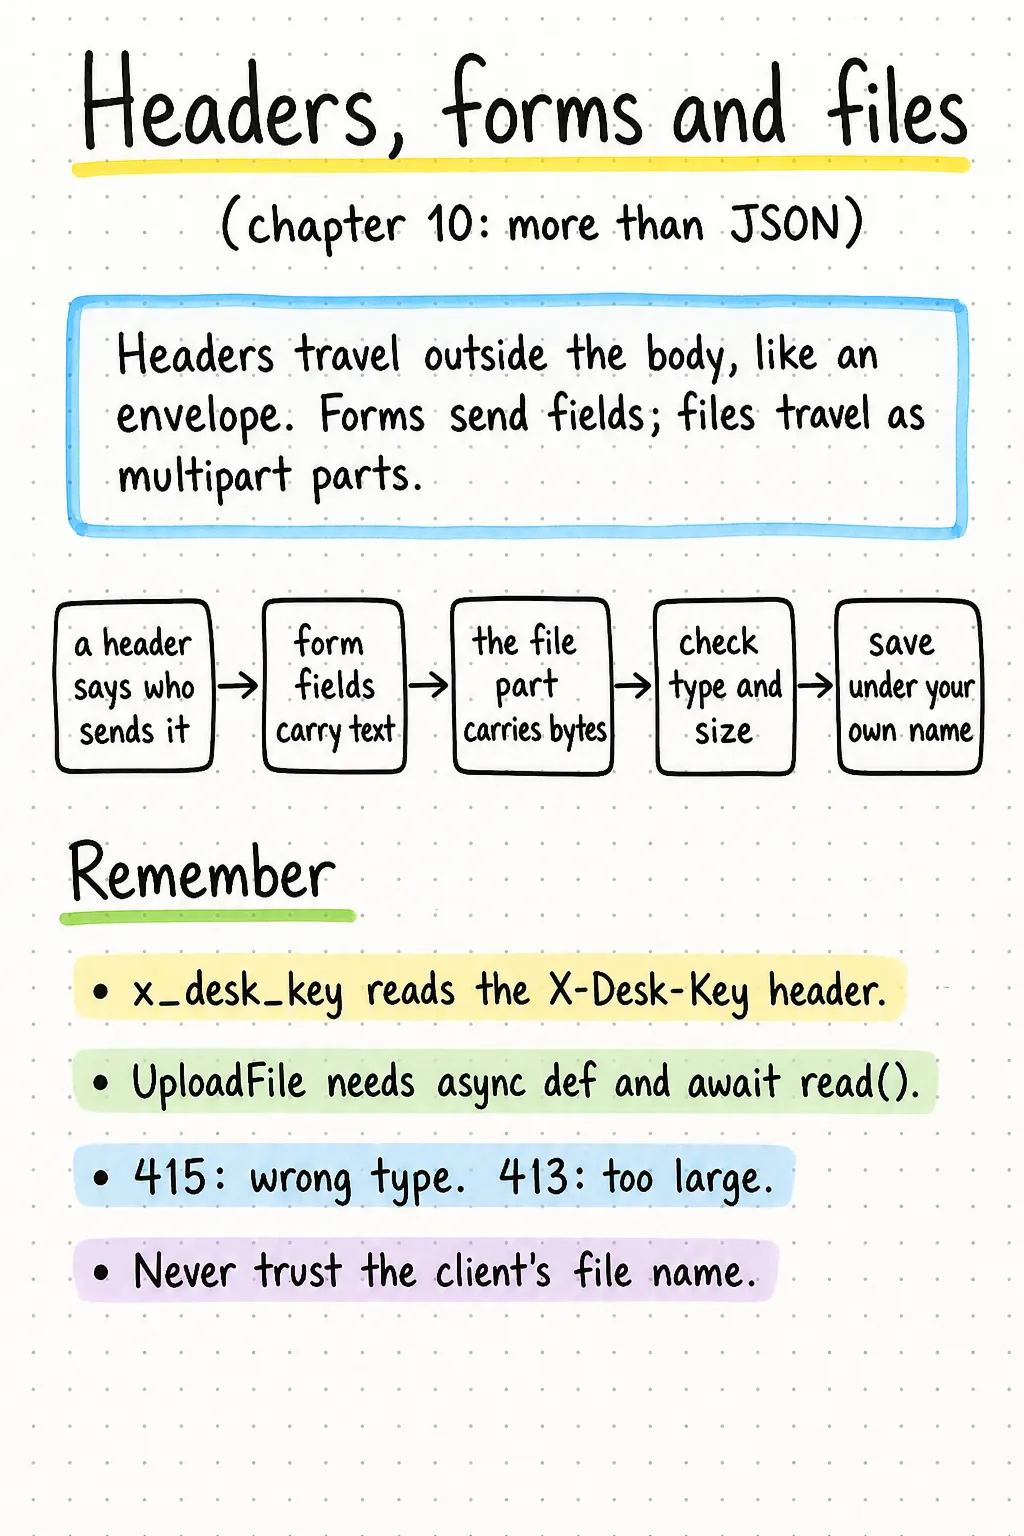 Headers, forms and files
(chapter 10: more than JSON)
Headers travel outside the body, like an
envelope. Forms send fields; files travel as
multipart parts.
a header
says who
sends it
form
fields
carry text
the file
part
carries bytes
check
type and
size
save
under your
own name
Remember
• x_desk_key reads the X-Desk-Key header.
• UploadFile needs async def and await read().
• 415: wrong type. 413: too large.
• Never trust the client's file name.